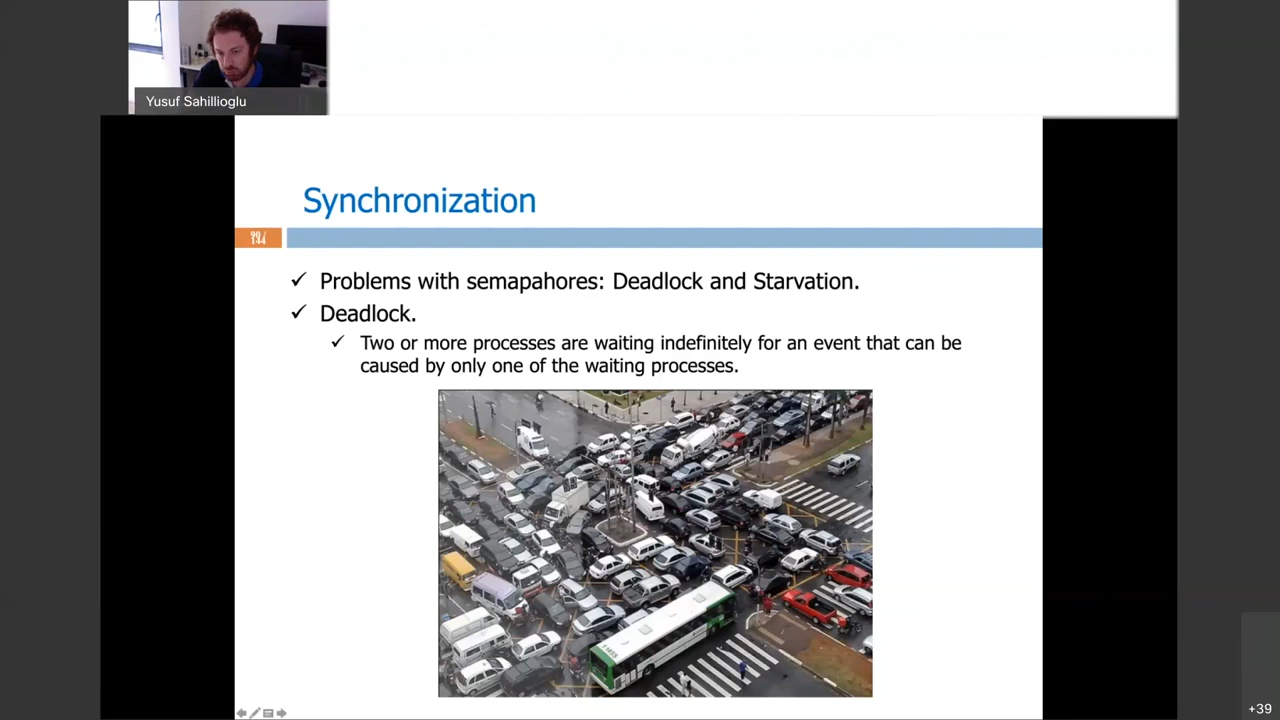 Yusuf Sahillioglu
Synchronization
Problems with semapahores: Deadlock and Starvation.
Deadlock.
Two or more processes are waiting indefinitely for an event that can be
caused by only one of the waiting processes.
+39